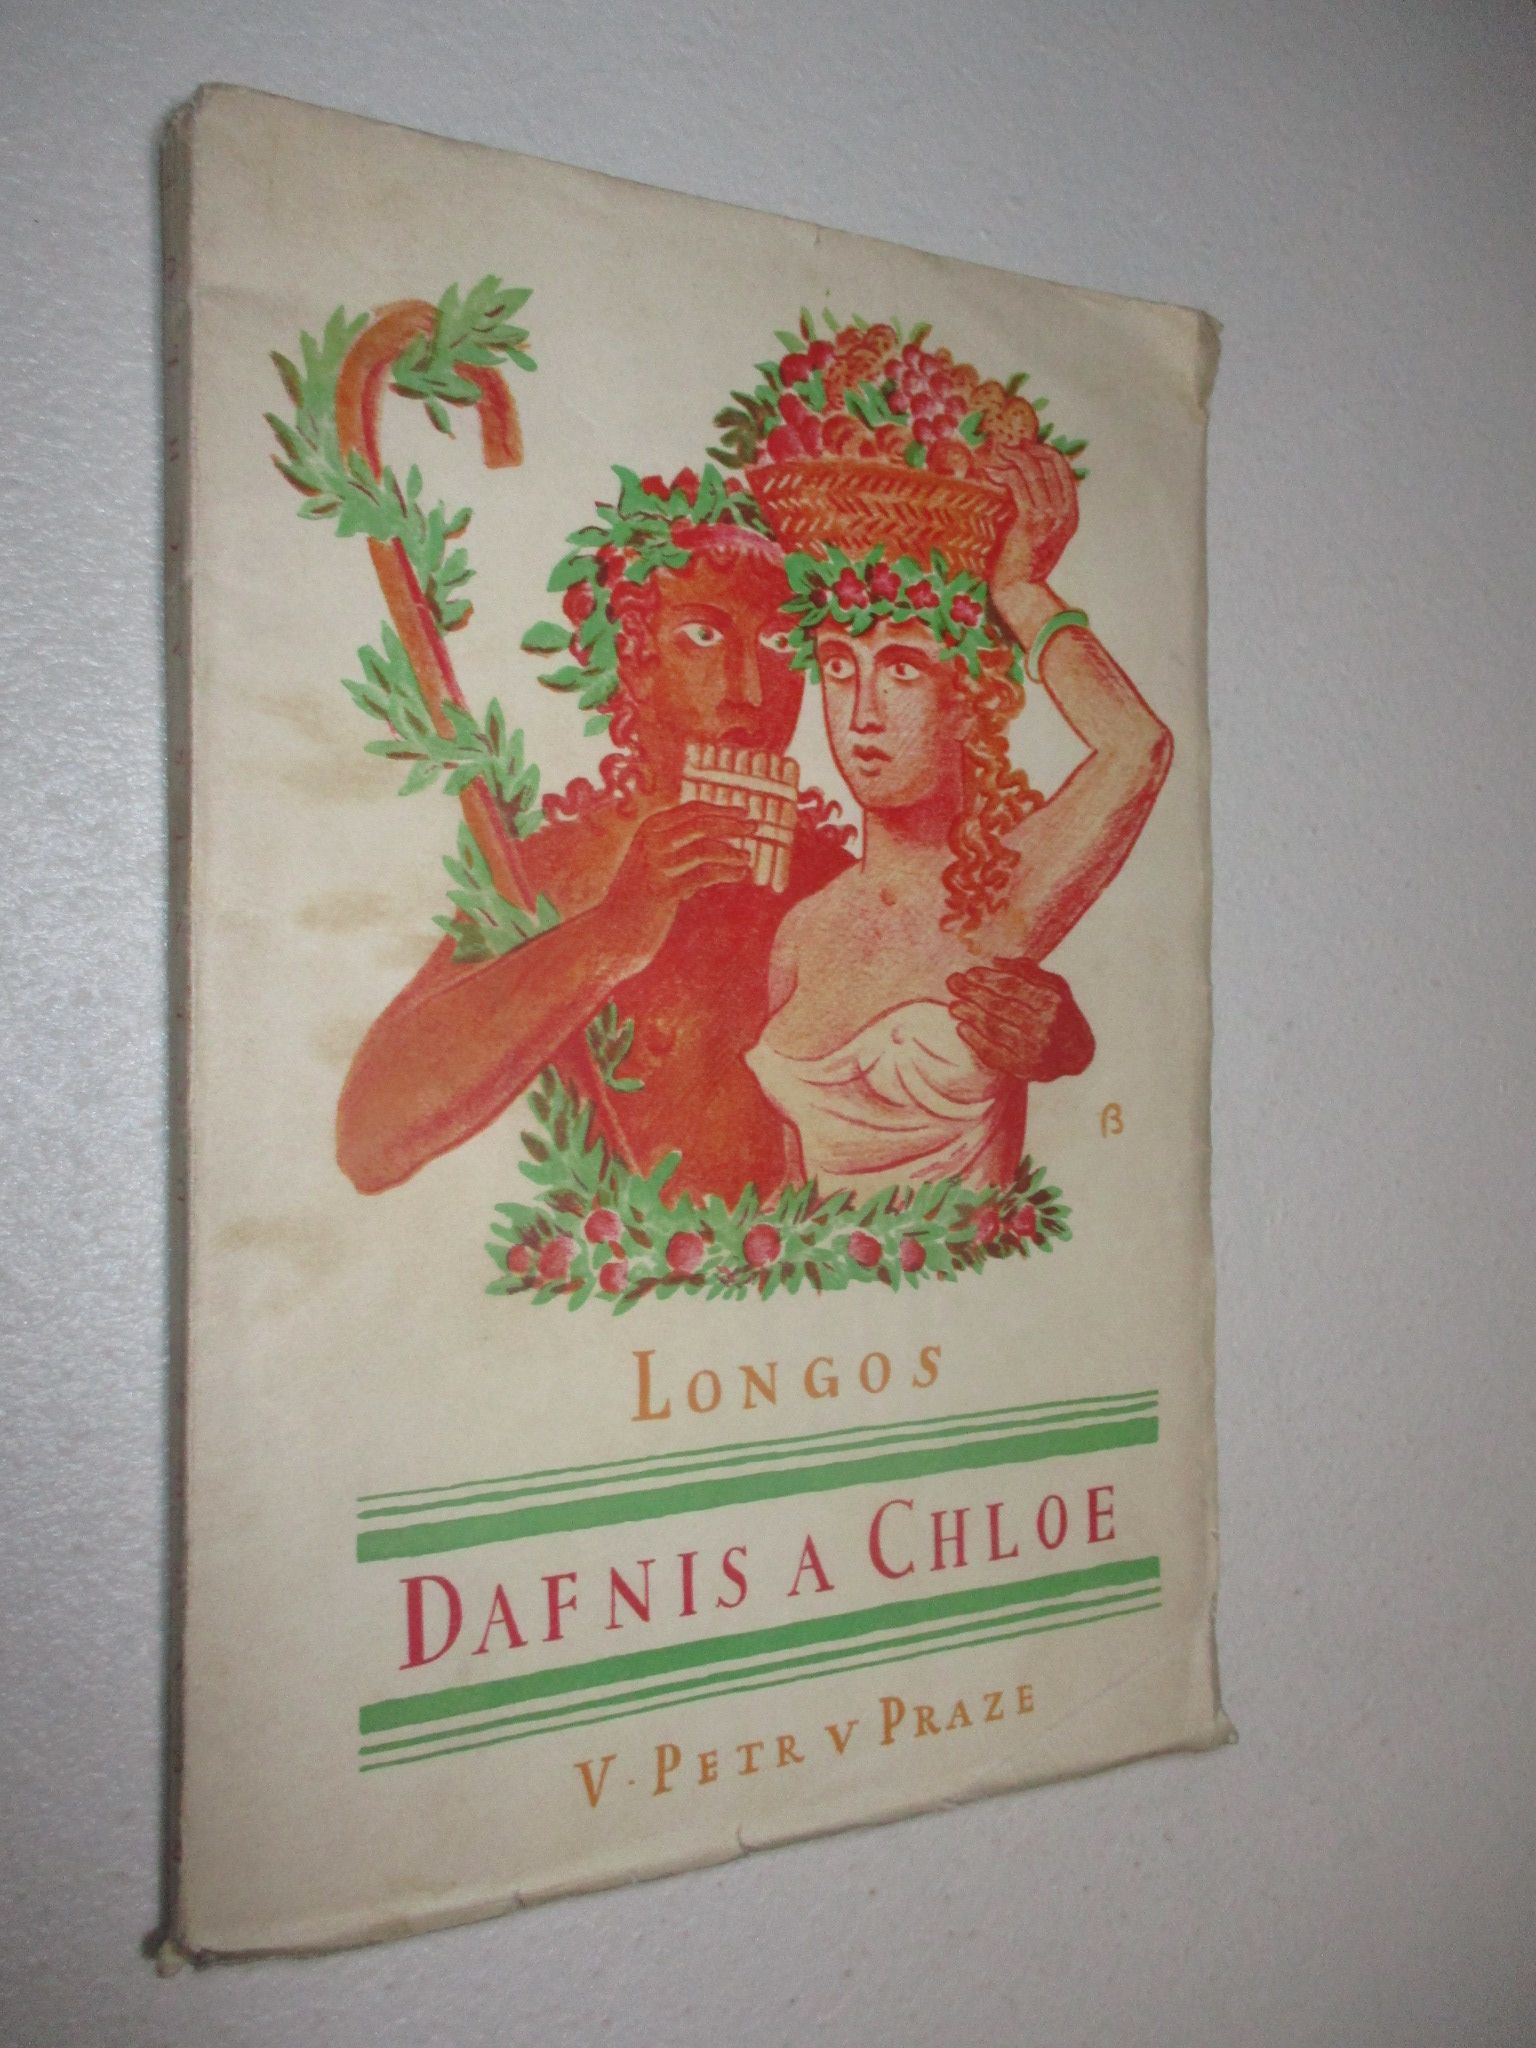 B
LONGOS
DAFNIS A CHLOE
V. PETR V PRAZE